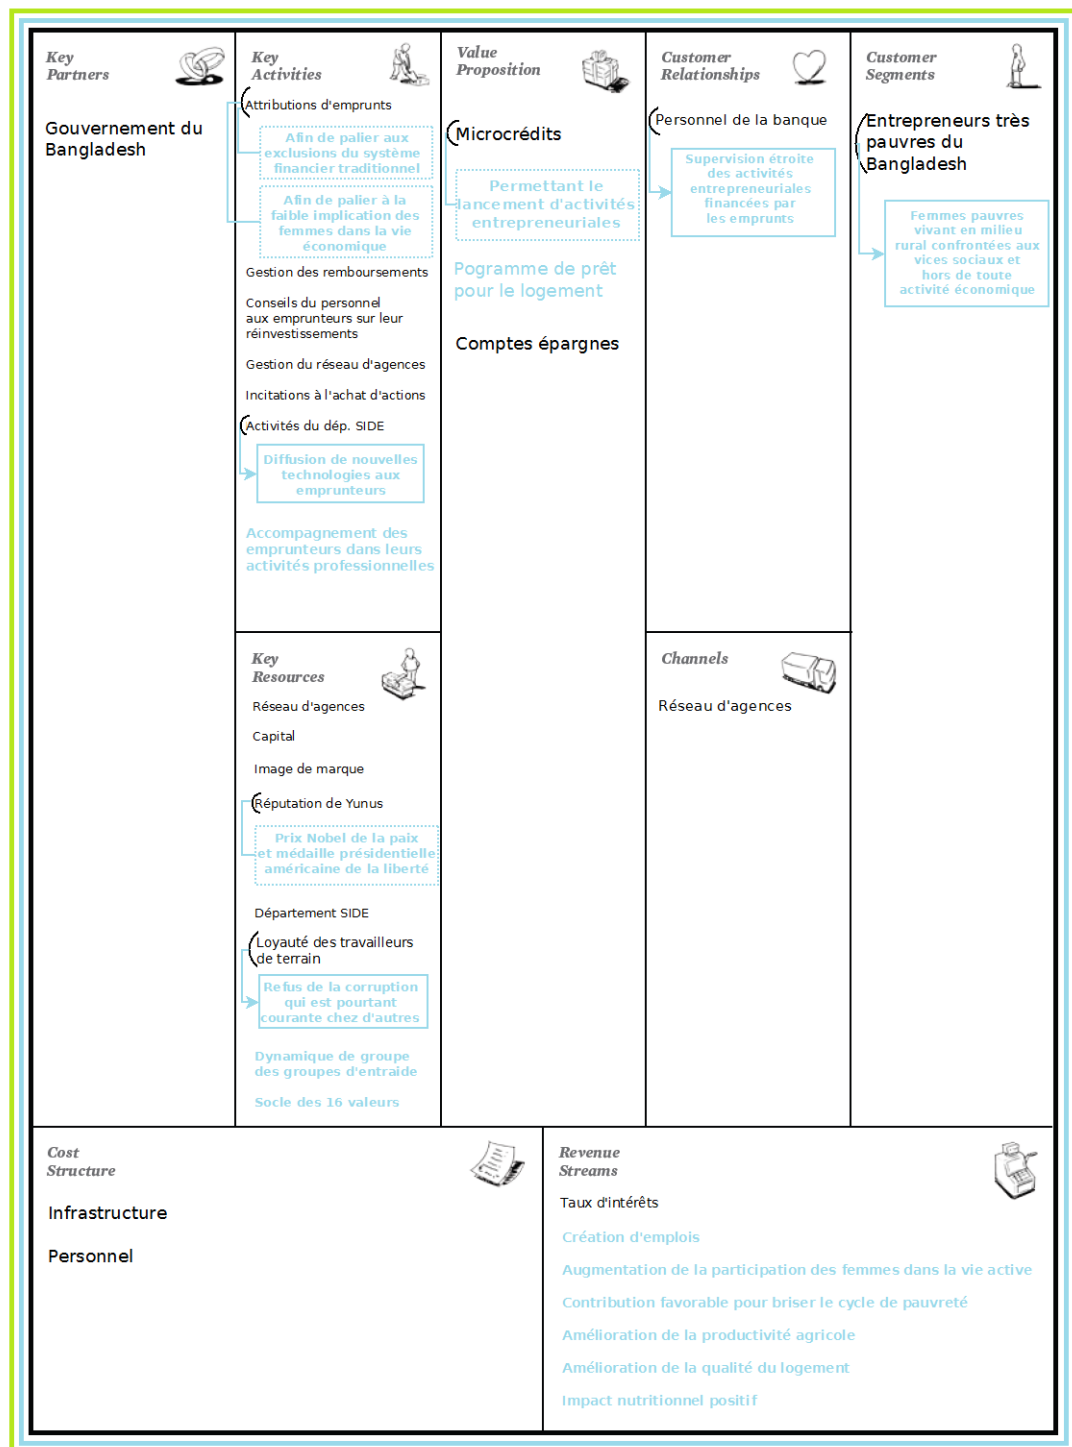 Key
Partners
Gouvernement du
Bangladesh
Key
Activities
Attributions d'emprunts
Afin de palier aux
exclusions du système
financier traditionnel
Afin de palier à la
faible implication des
femmes dans la vie
économique
Gestion des remboursements
Conseils du personnel
aux emprunteurs sur leur
réinvestissements
Gestion du réseau d'agences
Incitations à l'achat d'actions
Activités du dép. SIDE
Diffusion de nouvelles
technologies aux
emprunteurs
Accompagnement des
emprunteurs dans leurs
activités professionnelles
Key
Resources
Réseau d'agences
Capital
Image de marque
Réputation de Yunus
Prix Nobel de la paix
et médaille présidentielle
américaine de la liberté
Département SIDE
Loyauté des travailleurs
de terrain
Refus de la corruption
qui est pourtant
courante chez d'autres
Dynamique de groupe
des groupes d'entraide
Socle des 16 valeurs
Value
Proposition
Microcrédits
Permettant le
lancement d'activités
entrepreneuriales
Pogramme de prêt
pour le logement
Comptes épargnes
Customer
Relationships
Personnel de la banque
Supervision étroite
des activités
entrepreneuriales
financées par
les emprunts
Channels
Réseau d'agences
Customer
Segments
Entrepreneurs très
pauvres du
Bangladesh
Femmes pauvres
vivant en milieu
rural confrontées aux
vices sociaux et
hors de toute
activité économique
Cost
Structure
Infrastructure
Personnel
Revenue
Streams
Taux d'intérêts
Création d'emplois
Augmentation de la participation des femmes dans la vie active
Contribution favorable pour briser le cycle de pauvreté
Amélioration de la productivité agricole
Amélioration de la qualité du logement
Impact nutritionnel positif